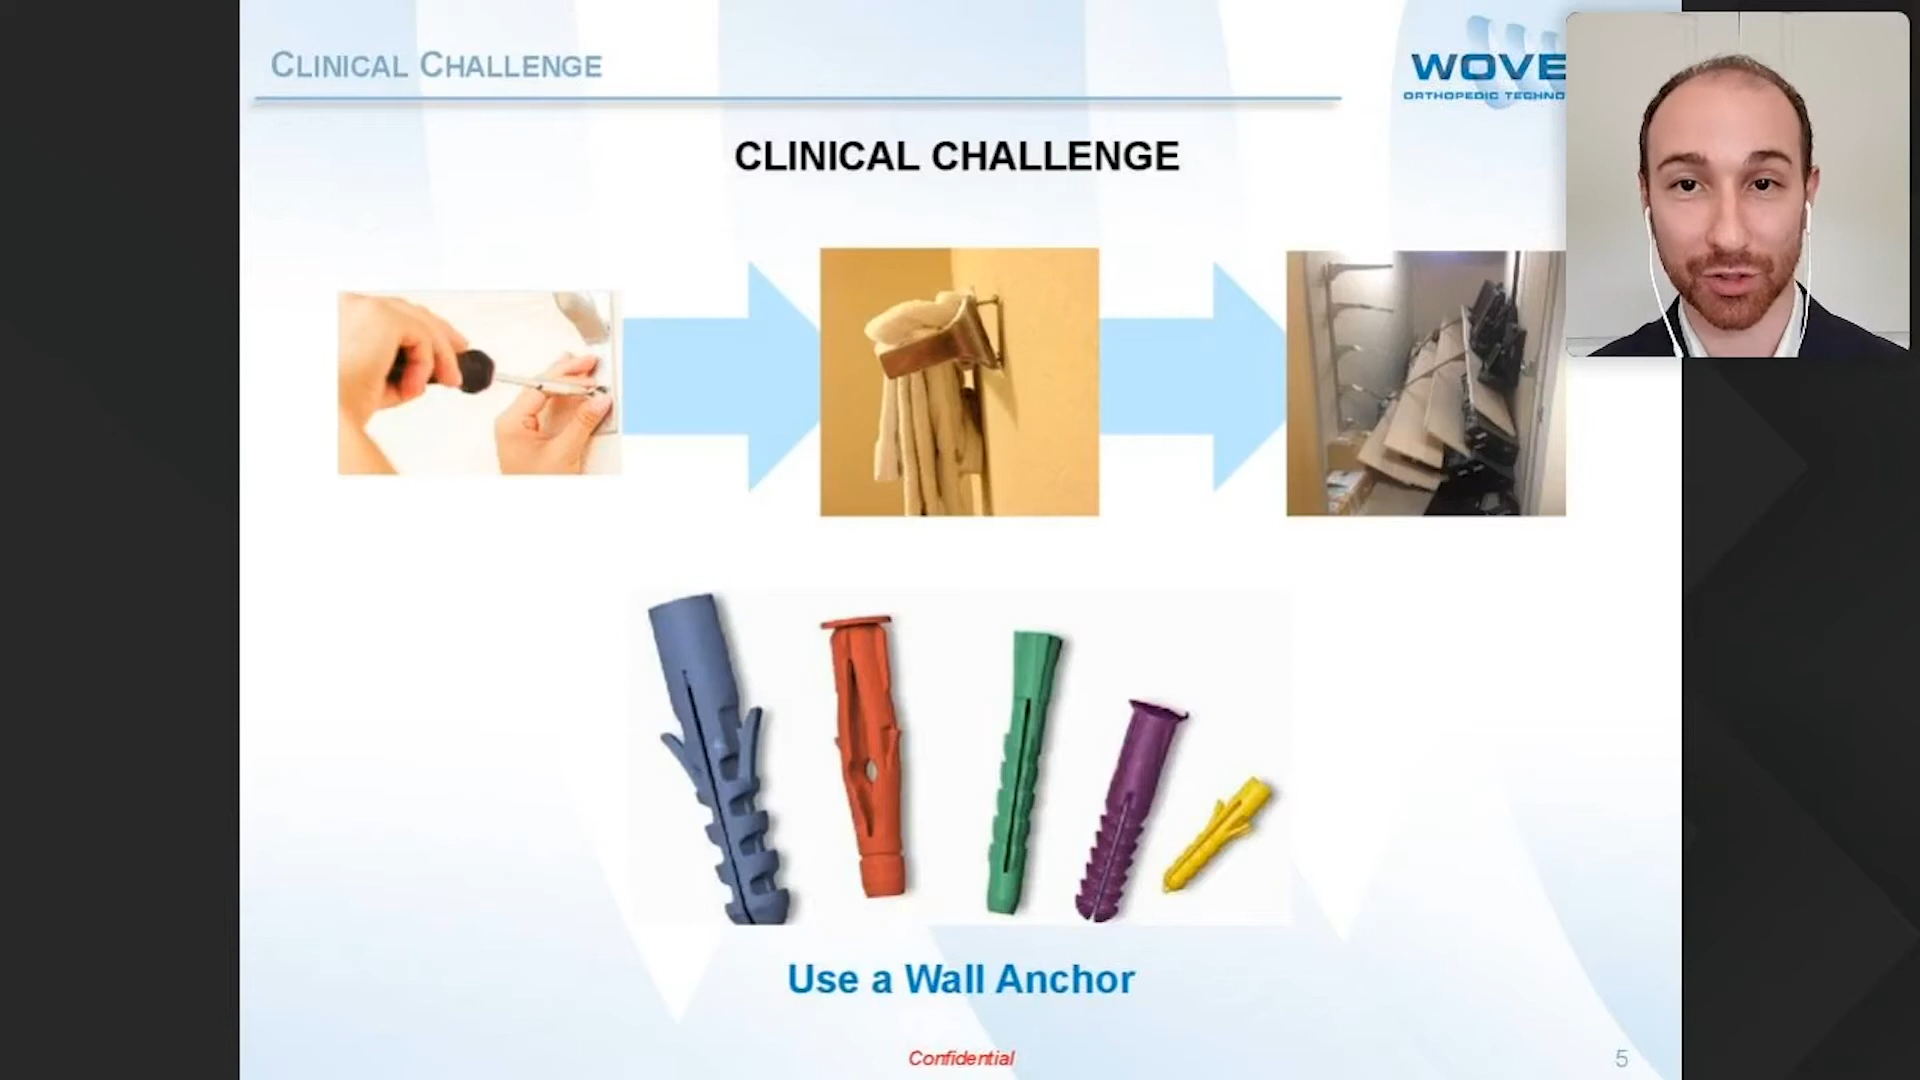 CLINICAL CHALLENGE
WOVE
ORTHOPEDIC TECHNO
CLINICAL CHALLENGE
Use a Wall Anchor
Confidential
5